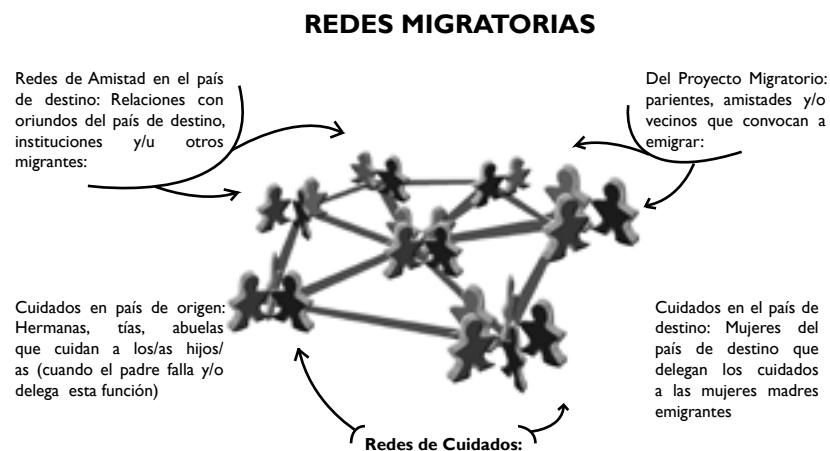 REDES MIGRATORIAS
Redes de Amistad en el país
de destino: Relaciones con
oriundos del país de destino,
instituciones y/u otros
migrantes:
Del Proyecto Migratorio:
parientes, amistades y/o
vecinos que convocan a
emigrar:
Cuidados en país de origen:
Hermanas, tías, abuelas
que cuidan a los/as hijos/
as (cuando el padre falla y/o
delega esta función)
Cuidados en el país de
destino: Mujeres del
país de destino que
delegan los cuidados
a las mujeres madres
emigrantes
Redes de Cuidados: